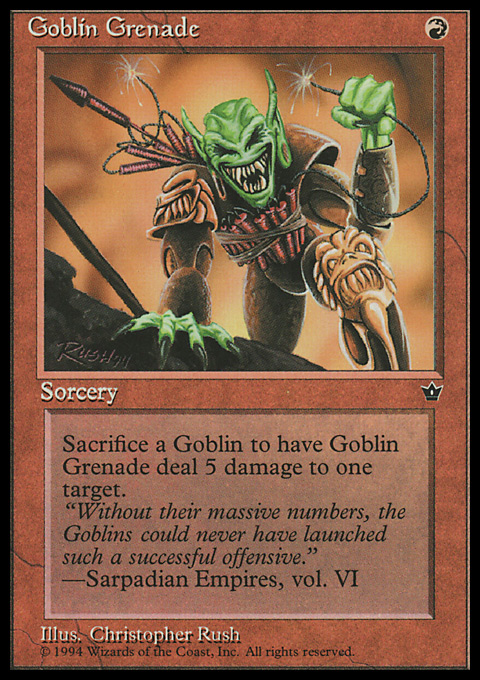 Goblin Grenade
RUSH94
Sorcery
Sacrifice a Goblin to have Goblin
Grenade deal 5 damage to one
target.
“Without their massive numbers, the
Goblins could never have launched
such a successful offensive.”
—Sarpadian Empires, vol. VI
Illus. Christopher Rush
© 1994 Wizards of the Coast, Inc. All rights reserved.